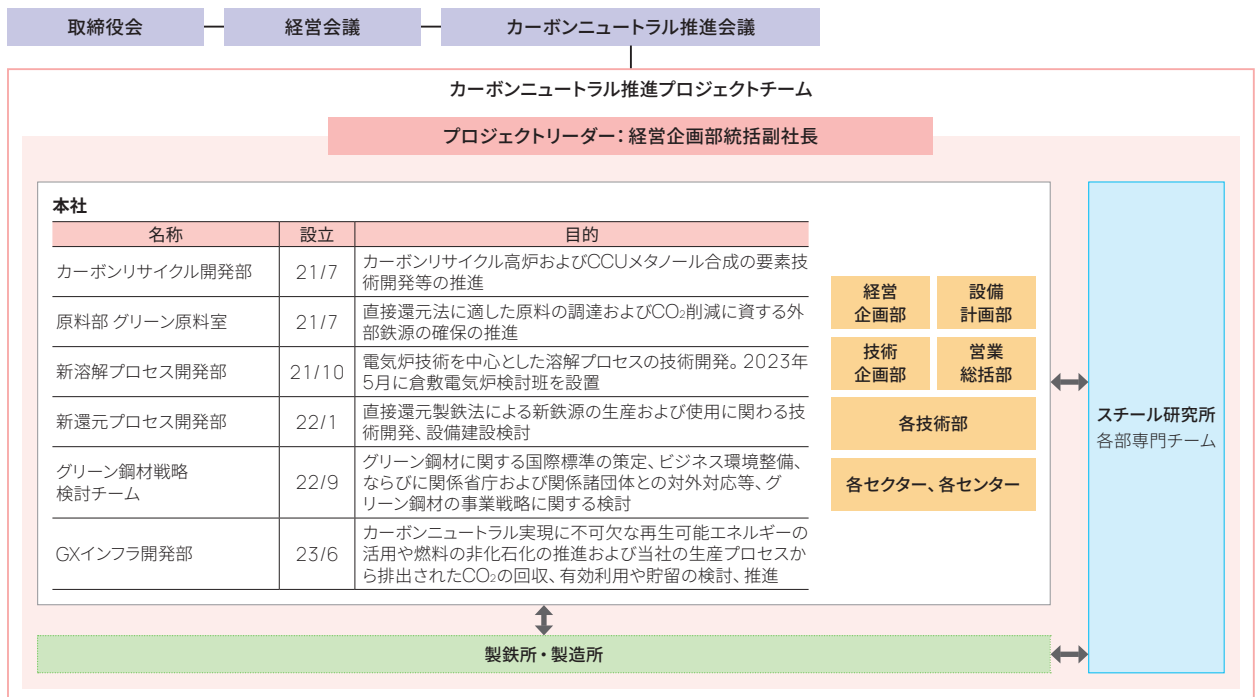 取締役会
経営会議
カーボンニュートラル推進会議
カーボンニュートラル推進プロジェクトチーム
プロジェクトリーダー：経営企画部統括副社長
本社
名称
設立
目的
カーボンリサイクル開発部
21/7
カーボンリサイクル高炉およびCCUメタノール合成の要素技
術開発等の推進
原料部 グリーン原料室
21/7
直接還元法に適した原料の調達およびCO₂削減に資する外
部鉄源の確保の推進
新溶解プロセス開発部
21/10
電気炉技術を中心とした溶解プロセスの技術開発。2023年
5月に倉敷電気炉検討班を設置
新還元プロセス開発部
22/1
直接還元製鉄法による新鉄源の生産および使用に関わる技
術開発、設備建設検討
グリーン鋼材戦略
検討チーム
22/9
グリーン鋼材に関する国際標準の策定、ビジネス環境整備、
ならびに関係省庁および関係諸団体との対外対応等、グ
リーン鋼材の事業戦略に関する検討
GXインフラ開発部
23/6
カーボンニュートラル実現に不可欠な再生可能エネルギーの
活用や燃料の非化石化の推進および当社の生産プロセスか
ら排出されたCO₂の回収、有効利用や貯留の検討、推進
経営
企画部
設備
計画部
技術
企画部
営業
総括部
各技術部
各セクター、各センター
スチール研究所
各部専門チーム
製鉄所・製造所